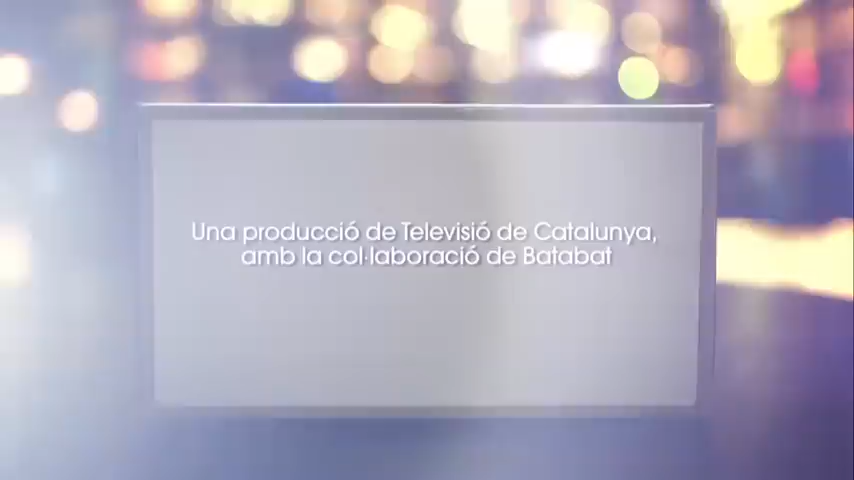 Una producció de Televisió de Catalunya,
amb la col·laboració de Batabat